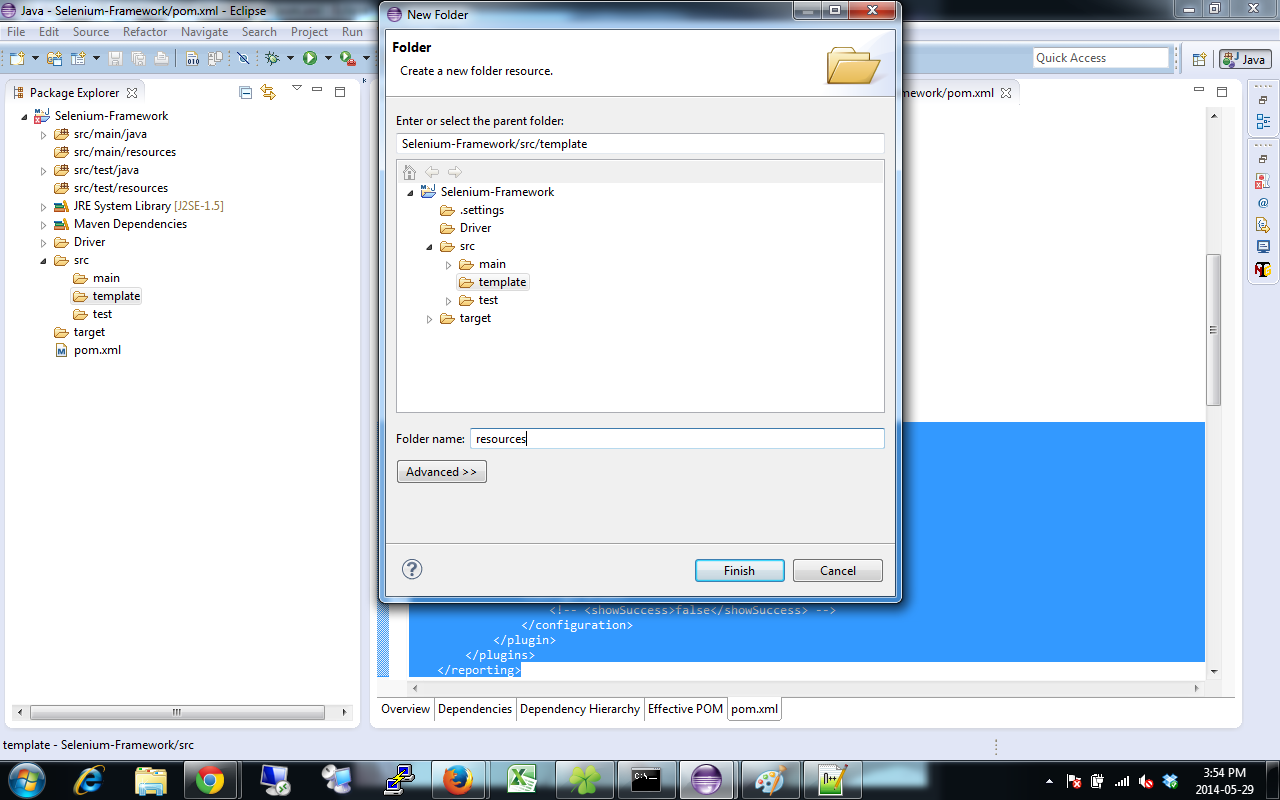 Java - Selenium-Framework/pom.xml - Eclipse
New Folder
File Edit Source Refactor Navigate Search Project Run
Folder
Create a new folder resource.
Quick Access
Java
Package Explorer
mework/pom.xml
Selenium-Framework
src/main/java
src/main/resources
src/test/java
src/test/resources
JRE System Library [J2SE-1.5]
Maven Dependencies
Driver
src
main
template
test
target
pom.xml
Enter or select the parent folder:
Selenium-Framework/src/template
Selenium-Framework
.settings
Driver
src
main
template
test
target
Folder name: resources
Advanced >>
Finish Cancel
<!-- <showSuccess>false</showSuccess> -->
</configuration>
</plugin>
</plugins>
</reporting>
Overview Dependencies Dependency Hierarchy Effective POM pom.xml
template - Selenium-Framework/src
3:54 PM
2014-05-29